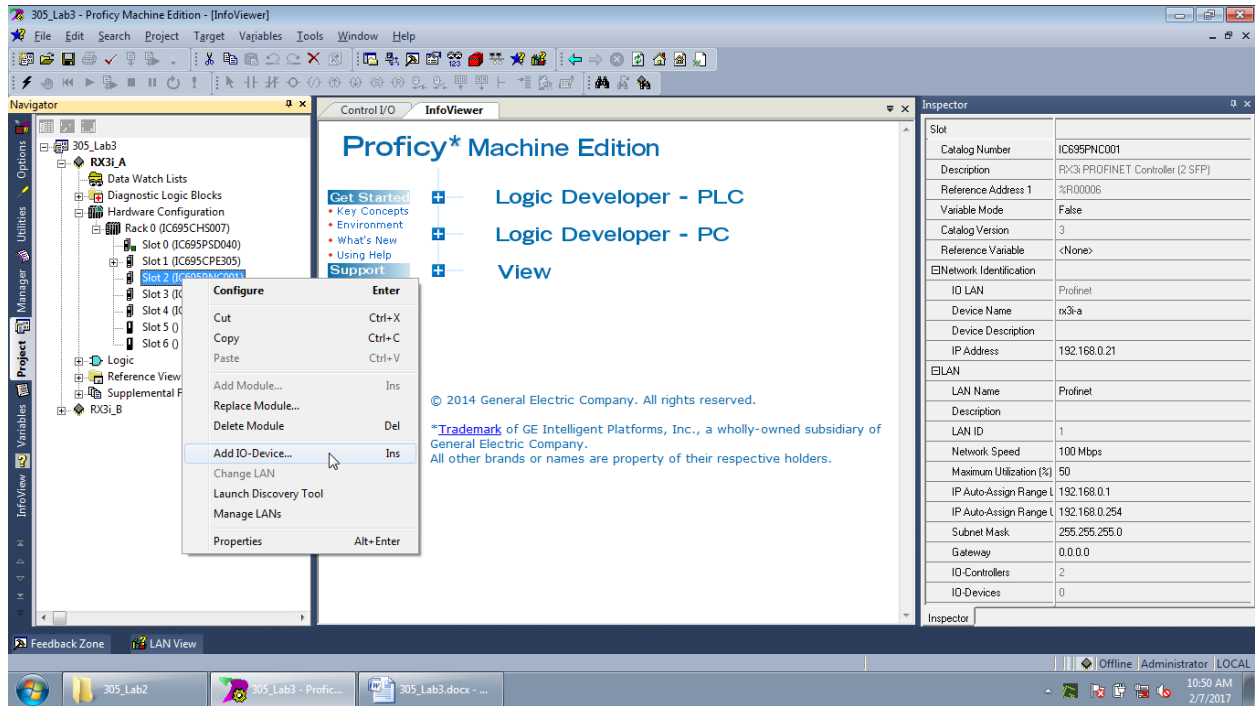 305_Lab3 - Proficy Machine Edition - [InfoViewer]
File Edit Search Project Target Variables Tools Window Help
Navigator
Options
Utilities
Manager
Project
Variables
InfoView
305_Lab3
RX3i_A
Data Watch Lists
Diagnostic Logic Blocks
Hardware Configuration
Rack 0 (IC695CHS007)
Slot 0 (IC695PSD040)
Slot 1 (IC695CPE305)
Slot 2 (IC695PNC001)
Slot 3 (IC
Slot 4 (IC
Slot 5 ()
Slot 6 ()
Logic
Reference View
Supplemental F
RX3i_B
Configure Enter
Cut Ctrl+X
Copy Ctrl+C
Paste Ctrl+V
Add Module... Ins
Replace Module...
Delete Module Del
Add IO-Device... Ins
Change LAN
Launch Discovery Tool
Manage LANs
Properties Alt+Enter
Control I/O InfoViewer
Proficy* Machine Edition
Get Started
Key Concepts
Environment
What's New
Using Help
Support
Logic Developer - PLC
Logic Developer - PC
View
© 2014 General Electric Company. All rights reserved.
*Trademark of GE Intelligent Platforms, Inc., a wholly-owned subsidiary of
General Electric Company.
All other brands or names are property of their respective holders.
Inspector
Slot
Catalog Number IC695PNC001
Description RX3i PROFINET Controller (2 SFP)
Reference Address 1 %R00006
Variable Mode False
Catalog Version 3
Reference Variable <None>
Network Identification
IO LAN Profinet
Device Name rx3i-a
Device Description
IP Address 192.168.0.21
LAN
LAN Name Profinet
Description
LAN ID 1
Network Speed 100 Mbps
Maximum Utilization (%) 50
IP Auto-Assign Range L 192.168.0.1
IP Auto-Assign Range U 192.168.0.254
Subnet Mask 255.255.255.0
Gateway 0.0.0.0
IO-Controllers 2
IO-Devices 0
Inspector
Feedback Zone LAN View
Offline Administrator LOCAL
305_Lab2 305_Lab3 - Profic... 305_Lab3.docx - ...
10:50 AM
2/7/2017